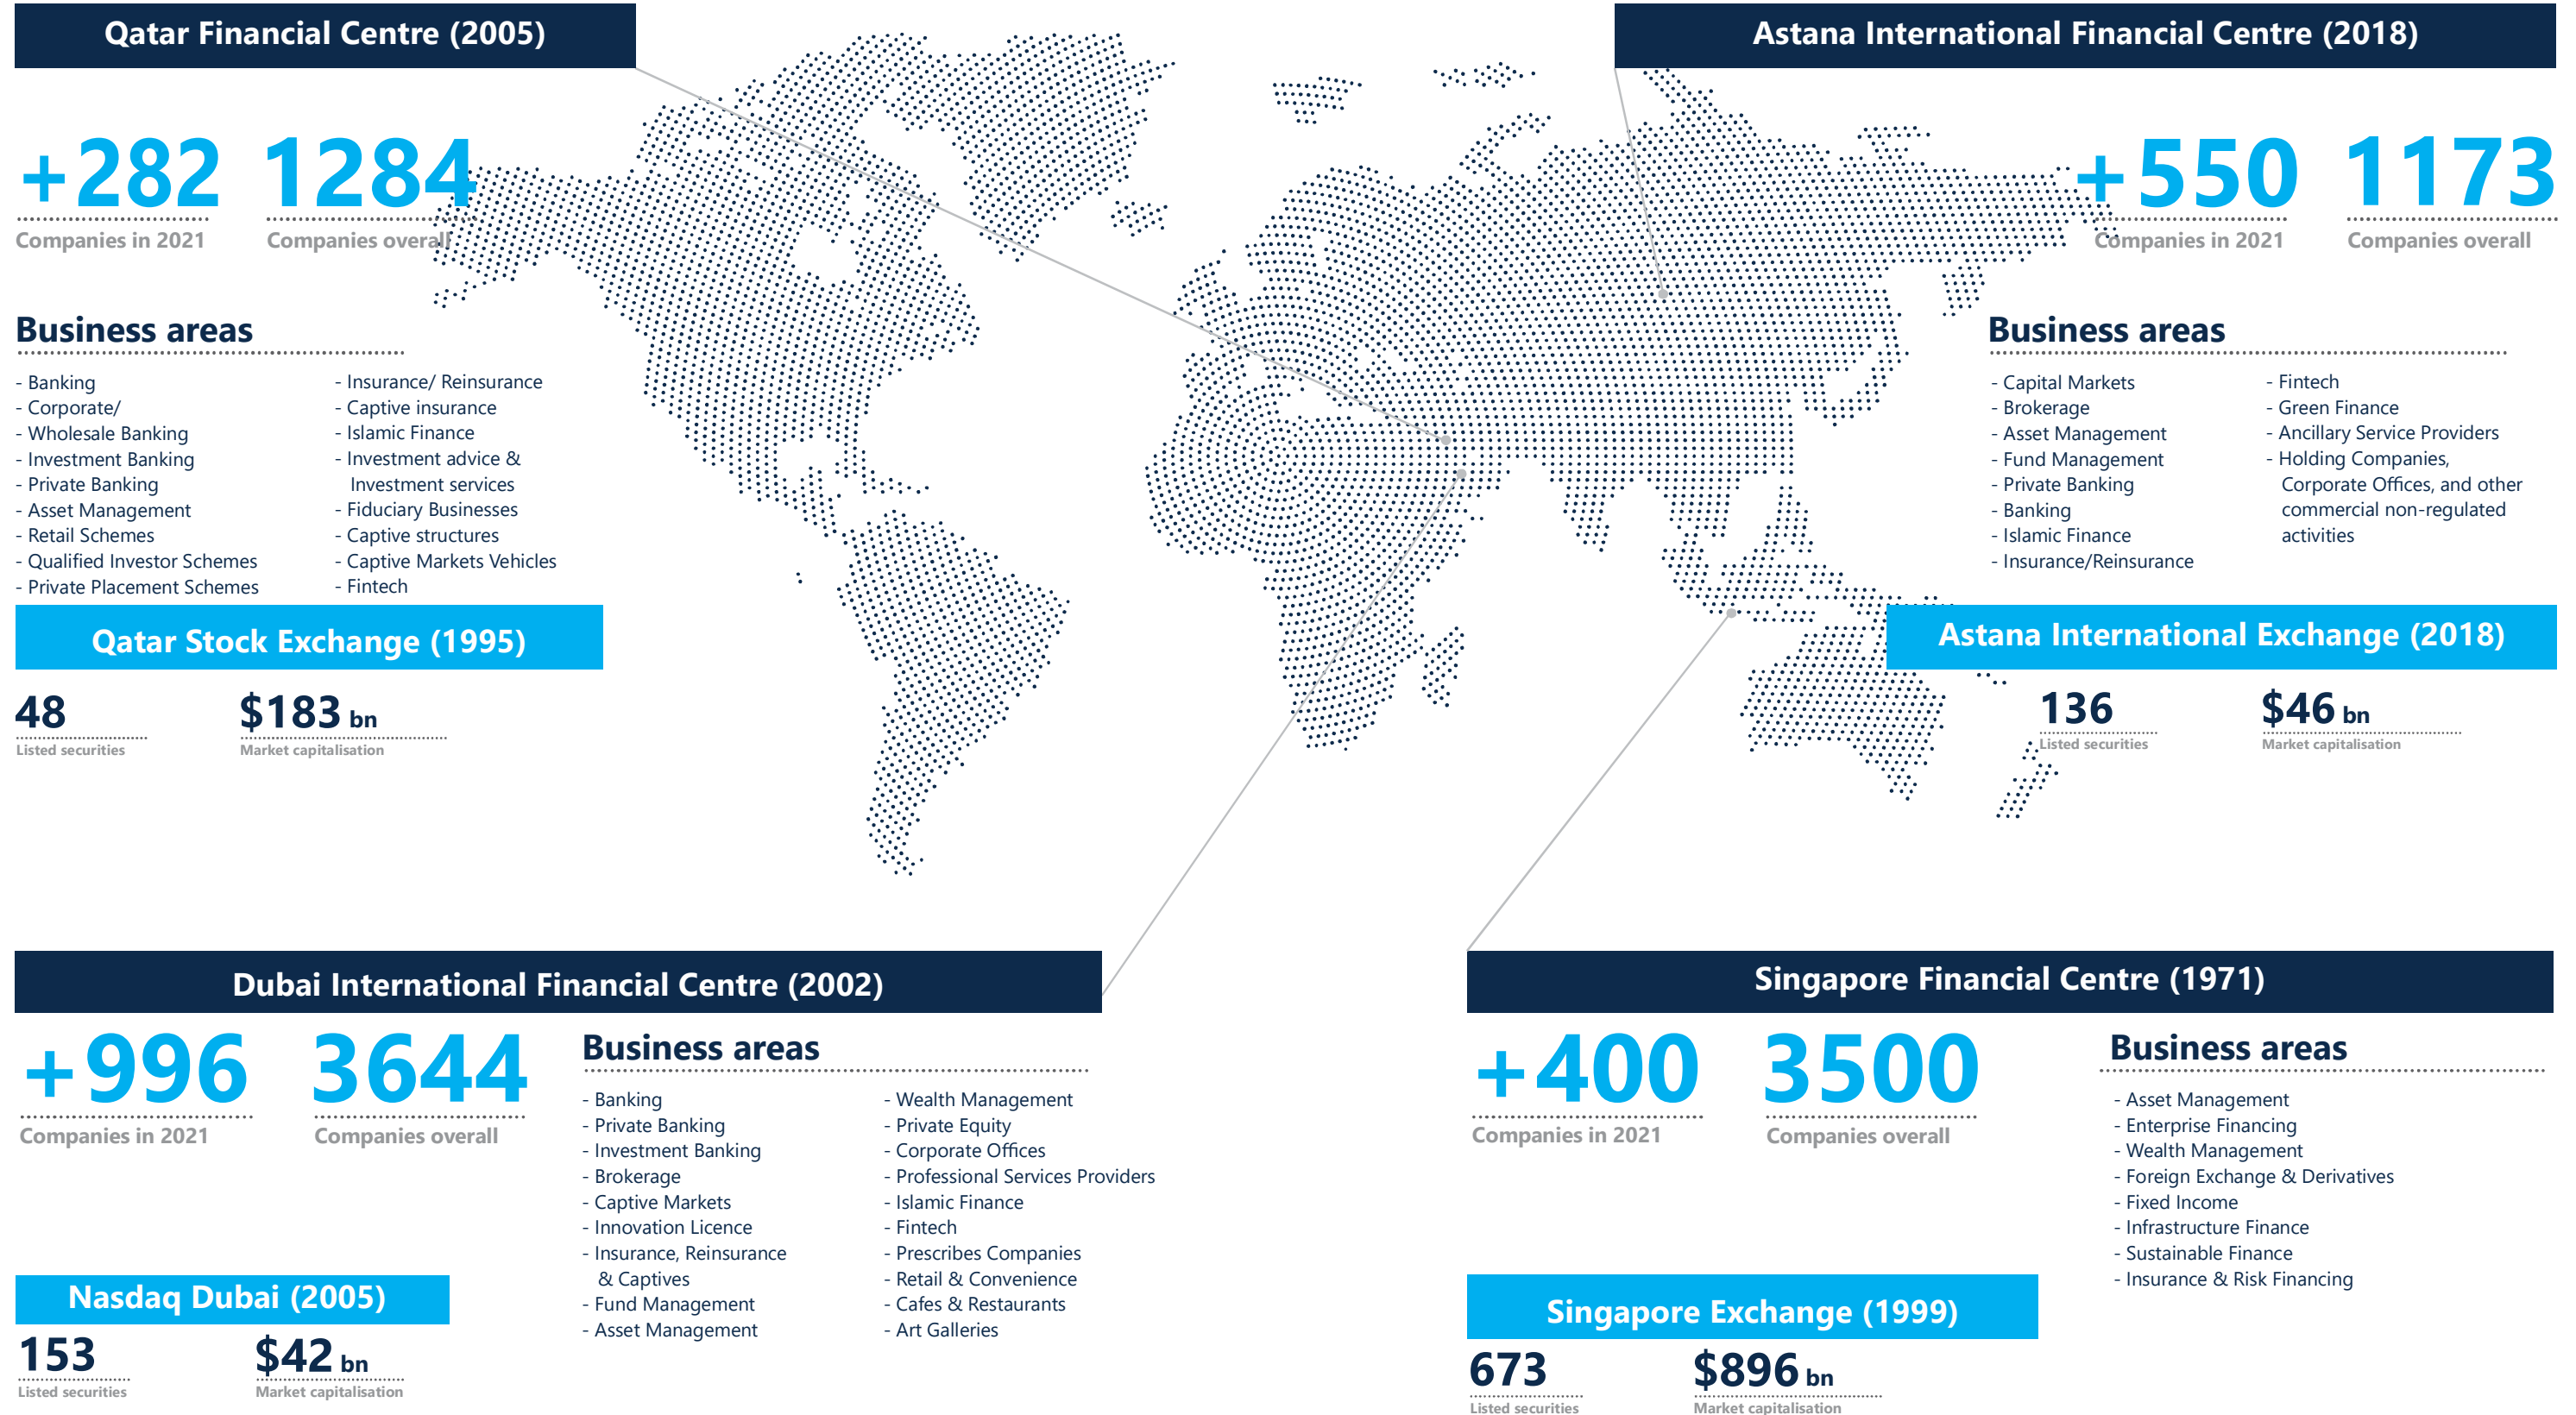 Qatar Financial Centre (2005)
+282 1284
Companies in 2021 Companies overall
Business areas
- Banking
- Corporate/
- Wholesale Banking
- Investment Banking
- Private Banking
- Asset Management
- Retail Schemes
- Qualified Investor Schemes
- Private Placement Schemes
- Insurance/ Reinsurance
- Captive insurance
- Islamic Finance
- Investment advice &
Investment services
- Fiduciary Businesses
- Captive structures
- Captive Markets Vehicles
- Fintech
Qatar Stock Exchange (1995)
48 $183 bn
Listed securities Market capitalisation
Astana International Financial Centre (2018)
+550 1173
Companies in 2021 Companies overall
Business areas
- Capital Markets
- Brokerage
- Asset Management
- Fund Management
- Private Banking
- Banking
- Islamic Finance
- Insurance/Reinsurance
- Fintech
- Green Finance
- Ancillary Service Providers
- Holding Companies,
Corporate Offices, and other
commercial non-regulated
activities
Astana International Exchange (2018)
136 $46 bn
Listed securities Market capitalisation
Dubai International Financial Centre (2002)
+996 3644
Companies in 2021 Companies overall
Business areas
- Banking
- Private Banking
- Investment Banking
- Brokerage
- Captive Markets
- Innovation Licence
- Insurance, Reinsurance
& Captives
- Fund Management
- Asset Management
- Wealth Management
- Private Equity
- Corporate Offices
- Professional Services Providers
- Islamic Finance
- Fintech
- Prescribes Companies
- Retail & Convenience
- Cafes & Restaurants
- Art Galleries
Nasdaq Dubai (2005)
153 $42 bn
Listed securities Market capitalisation
Singapore Financial Centre (1971)
+400 3500
Companies in 2021 Companies overall
Business areas
- Asset Management
- Enterprise Financing
- Wealth Management
- Foreign Exchange & Derivatives
- Fixed Income
- Infrastructure Finance
- Sustainable Finance
- Insurance & Risk Financing
Singapore Exchange (1999)
673 $896 bn
Listed securities Market capitalisation